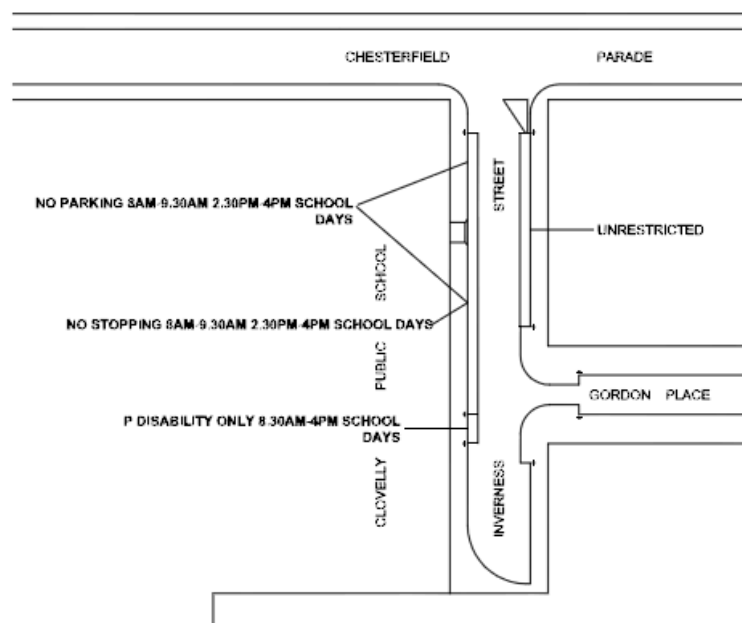 CHESTERFIELD PARADE
NO PARKING 8AM-9.30AM 2.30PM-4PM SCHOOL
DAYS
STREET
UNRESTRICTED
SCHOOL
NO STOPPING 8AM-9.30AM 2.30PM-4PM SCHOOL DAYS
PUBLIC
GORDON PLACE
P DISABILITY ONLY 8.30AM-4PM SCHOOL
DAYS
CLOVELLY
INVERNESS